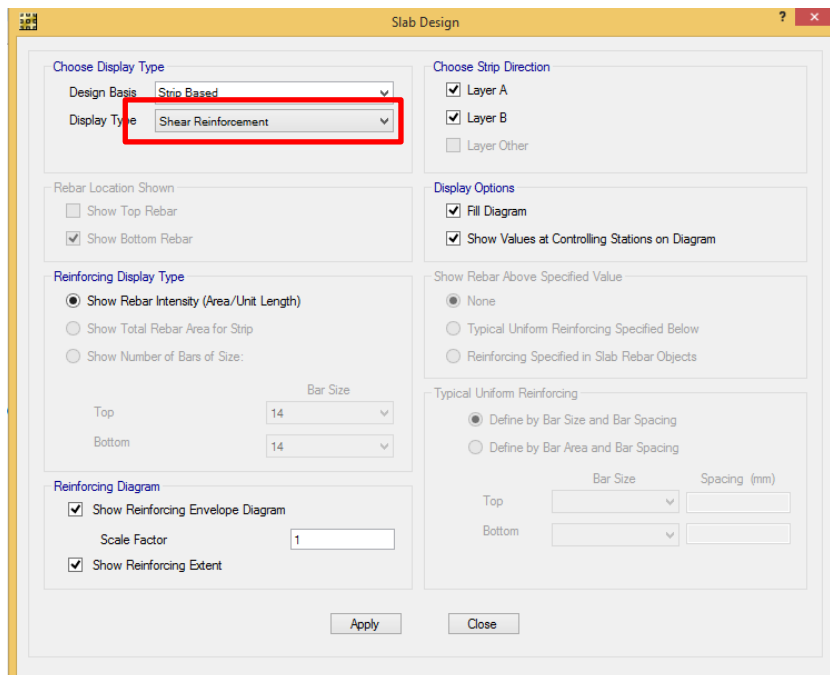 Slab Design
?
Choose Display Type
Design Basis Strip Based
Display Type Shear Reinforcement
Choose Strip Direction
Layer A
Layer B
Layer Other
Rebar Location Shown
Show Top Rebar
Show Bottom Rebar
Display Options
Fill Diagram
Show Values at Controlling Stations on Diagram
Reinforcing Display Type
Show Rebar Intensity (Area/Unit Length)
Show Total Rebar Area for Strip
Show Number of Bars of Size:
Bar Size
Top 14
Bottom 14
Show Rebar Above Specified Value
None
Typical Uniform Reinforcing Specified Below
Reinforcing Specified in Slab Rebar Objects
Typical Uniform Reinforcing
Define by Bar Size and Bar Spacing
Define by Bar Area and Bar Spacing
Bar Size Spacing (mm)
Top
Bottom
Reinforcing Diagram
Show Reinforcing Envelope Diagram
Scale Factor 1
Show Reinforcing Extent
Apply Close